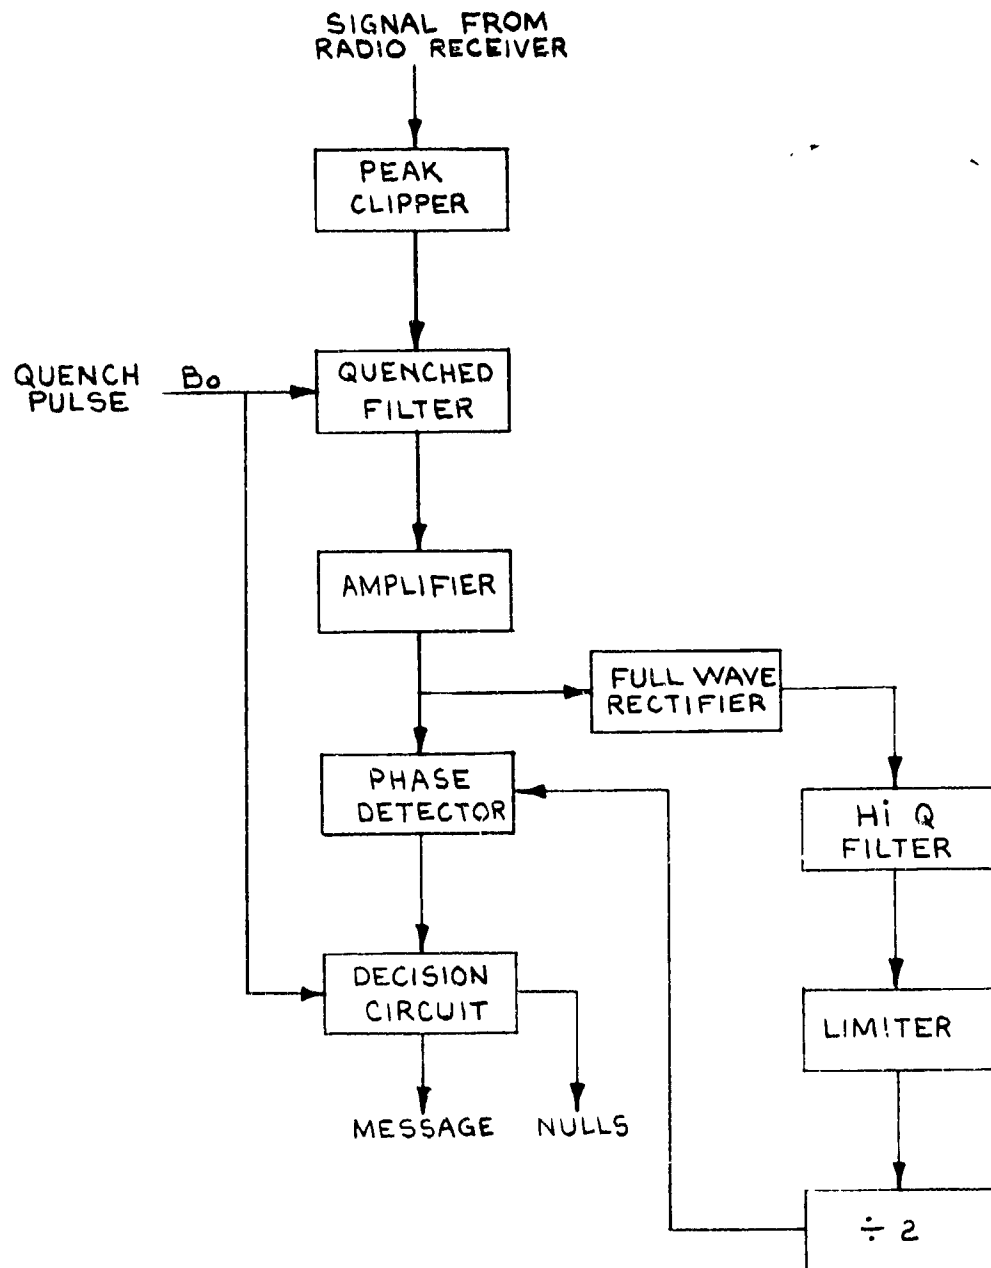 SIGNAL FROM
RADIO RECEIVER
PEAK
CLIPPER
QUENCH
PULSE
Bo
QUENCHED
FILTER
AMPLIFIER
FULL WAVE
RECTIFIER
PHASE
DETECTOR
Hi Q
FILTER
DECISION
CIRCUIT
LIMITER
MESSAGE
NULLS
÷ 2